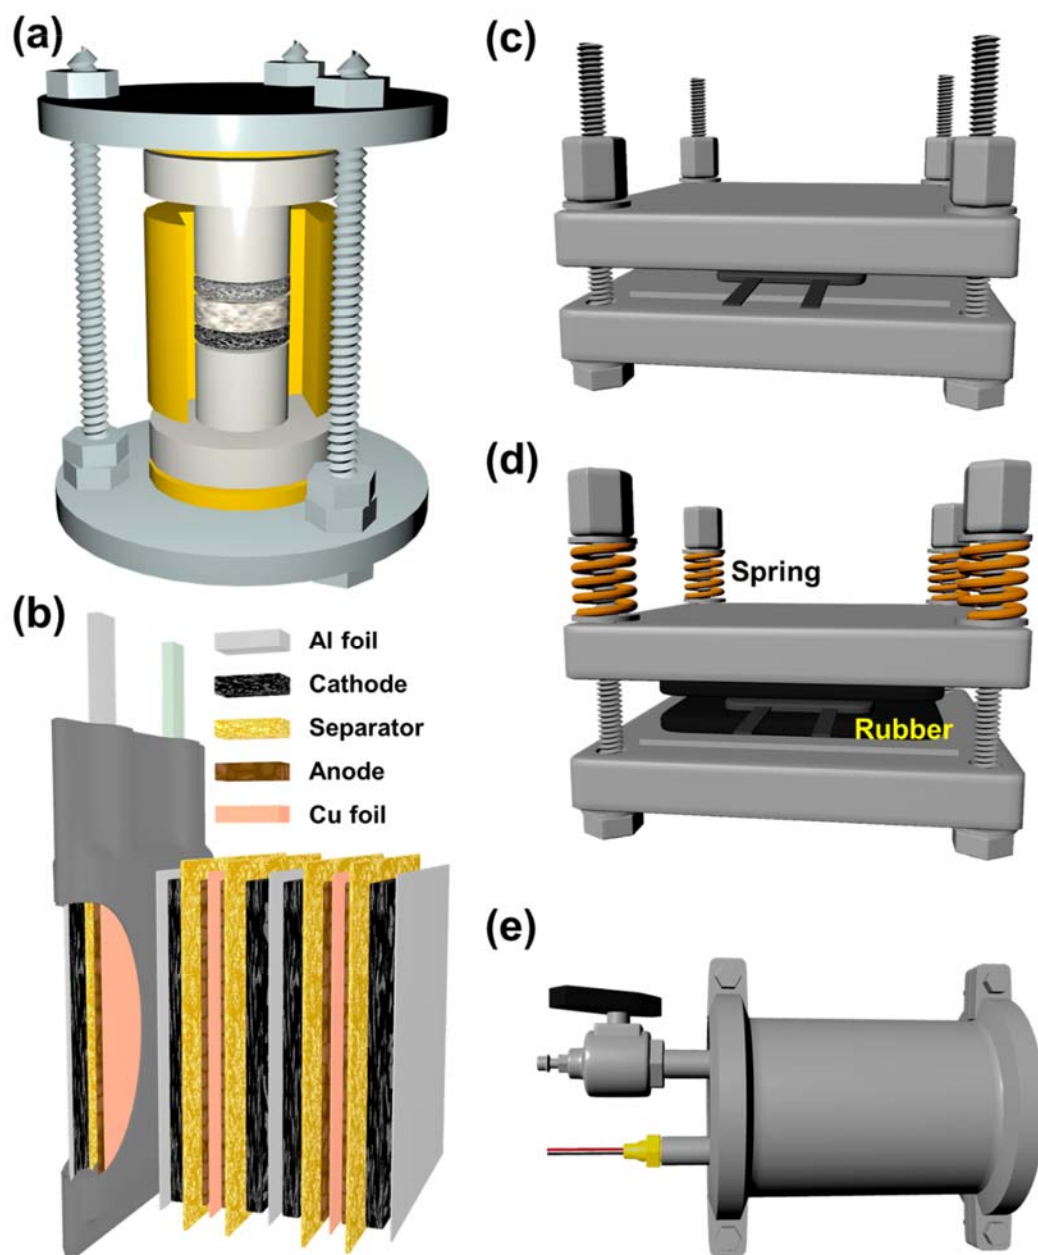 (a)
(b)
Al foil
Cathode
Separator
Anode
Cu foil
(c)
(d)
Spring
Rubber
(e)